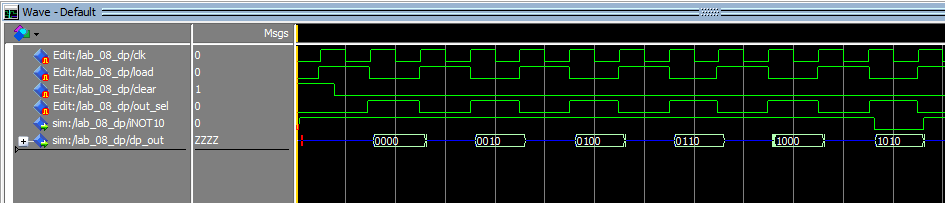 Wave - Default
Msgs
Edit:/lab_08_dp/clk 0
Edit:/lab_08_dp/load 0
Edit:/lab_08_dp/clear 1
Edit:/lab_08_dp/out_sel 0
sim:/lab_08_dp/iNOT10 0
sim:/lab_08_dp/dp_out ZZZZ 0000 0010 0100 0110 1000 1010